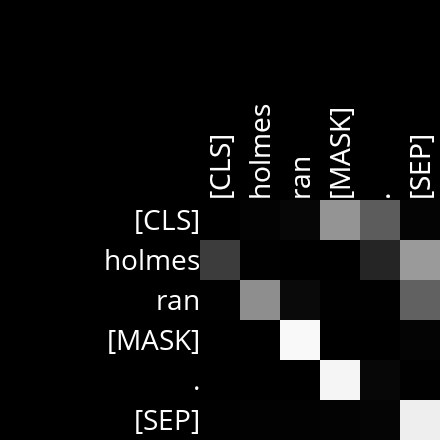 [CLS]
holmes
ran
[MASK]
.
[SEP]
[CLS]
holmes
ran
[MASK]
.
[SEP]